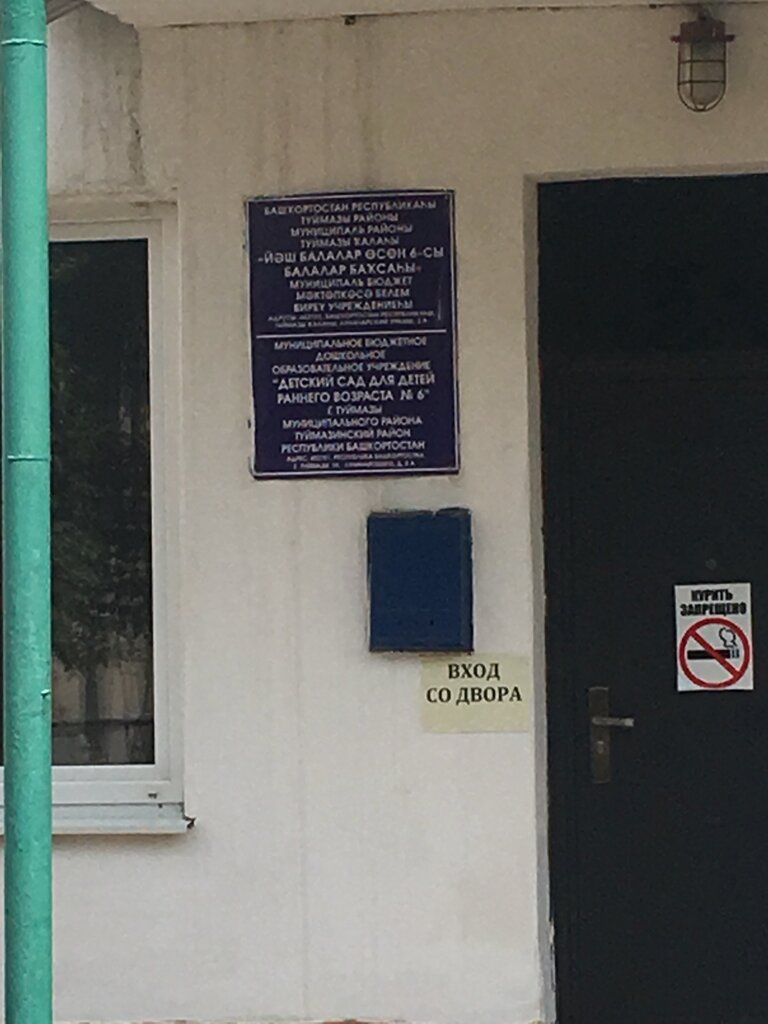 БАШҠОРТОСТАН РЕСПУБЛИКАҺЫ
ТУЙМАЗЫ РАЙОНЫ
МУНИЦИПАЛЬ РАЙОНЫ
ТУЙМАЗЫ ҠАЛАҺЫ
«ЙӘШ БАЛАЛАР ӨСӨН 6-СЫ
БАЛАЛАР БАҠСАҺЫ»
МУНИЦИПАЛЬ БЮДЖЕТ
МӘКТӘПКӘСӘ БЕЛЕМ
БИРЕҮ УЧРЕЖДЕНИЕҺЫ
МУНИЦИПАЛЬНОЕ БЮДЖЕТНОЕ
ДОШКОЛЬНОЕ
ОБРАЗОВАТЕЛЬНОЕ УЧРЕЖДЕНИЕ
"ДЕТСКИЙ САД ДЛЯ ДЕТЕЙ
РАННЕГО ВОЗРАСТА № 6"
Г. ТУЙМАЗЫ
МУНИЦИПАЛЬНОГО РАЙОНА
ТУЙМАЗИНСКИЙ РАЙОН
РЕСПУБЛИКИ БАШКОРТОСТАН
КУРИТЬ
ЗАПРЕЩЕНО
ВХОД
СО ДВОРА